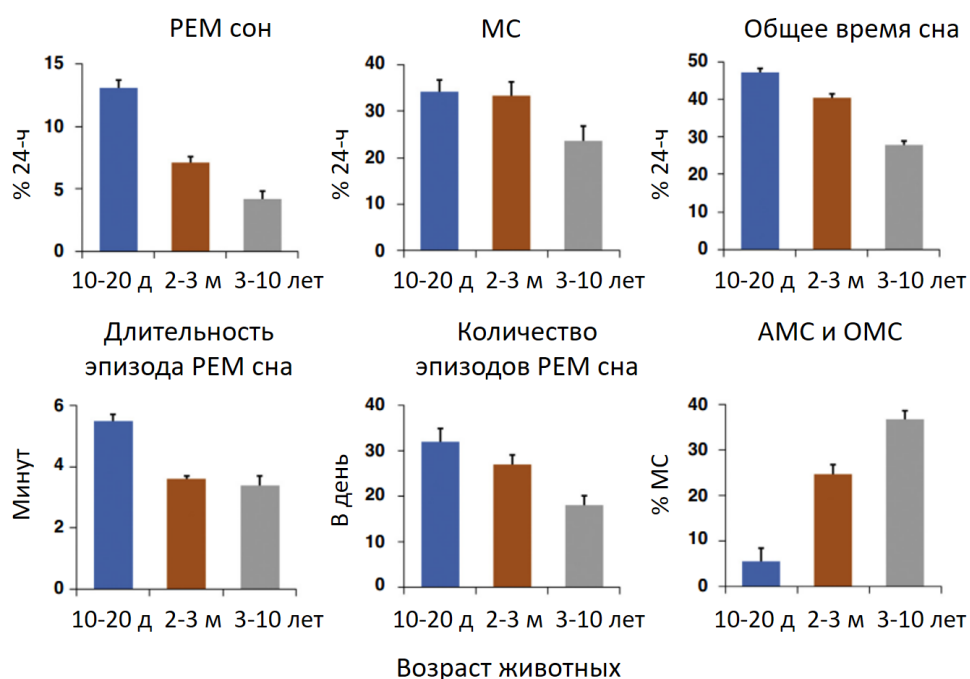 РЕМ сон
МС
Общее время сна
% 24-ч
15
10
5
0
10-20 д 2-3 м 3-10 лет
% 24-ч
40
30
20
10
0
10-20 д 2-3 м 3-10 лет
% 24-ч
50
40
30
20
10
0
10-20 д 2-3 м 3-10 лет
Длительность
эпизода РЕМ сна
Количество
эпизодов РЕМ сна
АМС и ОМС
Минут
6
4
2
0
10-20 д 2-3 м 3-10 лет
В день
40
30
20
10
0
10-20 д 2-3 м 3-10 лет
% МС
40
30
20
10
0
10-20 д 2-3 м 3-10 лет
Возраст животных